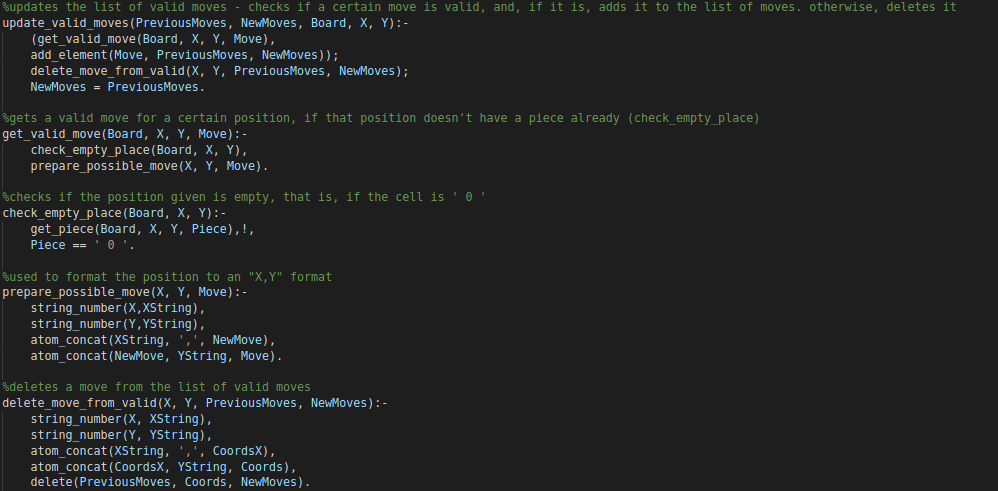 %updates the list of valid moves - checks if a certain move is valid, and, if it is, adds it to the list of moves. otherwise, deletes it
update_valid_moves(PreviousMoves, NewMoves, Board, X, Y):-
    (get_valid_move(Board, X, Y, Move),
    add_element(Move, PreviousMoves, NewMoves));
    delete_move_from_valid(X, Y, PreviousMoves, NewMoves);
    NewMoves = PreviousMoves.

%gets a valid move for a certain position, if that position doesn't have a piece already (check_empty_place)
get_valid_move(Board, X, Y, Move):-
    check_empty_place(Board, X, Y),
    prepare_possible_move(X, Y, Move).

%checks if the position given is empty, that is, if the cell is ' 0 '
check_empty_place(Board, X, Y):-
    get_piece(Board, X, Y, Piece),!,
    Piece == ' 0 '.

%used to format the position to an "X,Y" format
prepare_possible_move(X, Y, Move):-
    string_number(X,XString),
    string_number(Y,YString),
    atom_concat(XString, ',', NewMove),
    atom_concat(NewMove, YString, Move).

%deletes a move from the list of valid moves
delete_move_from_valid(X, Y, PreviousMoves, NewMoves):-
    string_number(X, XString),
    string_number(Y, YString),
    atom_concat(XString, ',', CoordsX),
    atom_concat(CoordsX, YString, Coords),
    delete(PreviousMoves, Coords, NewMoves).